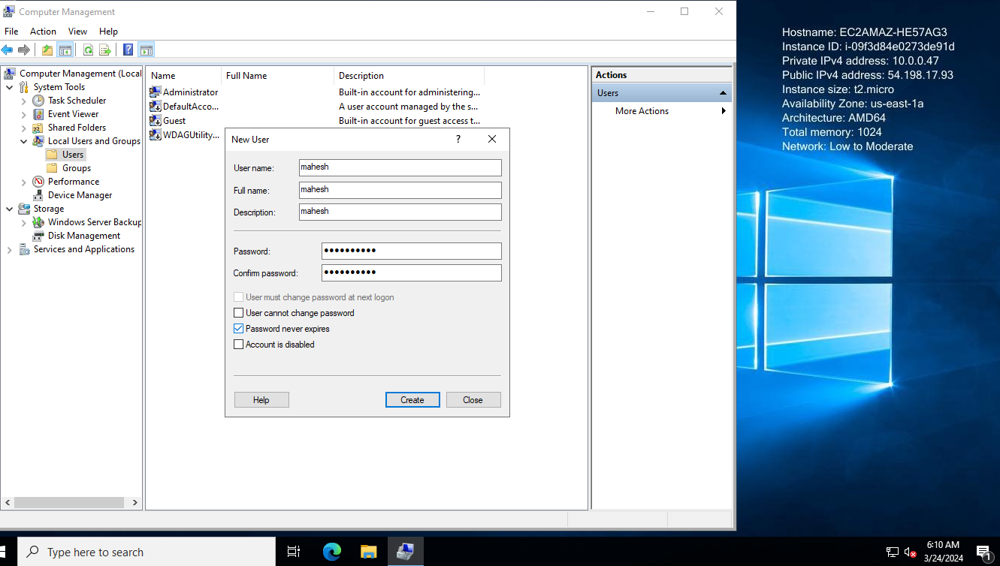 Computer Management
File Action View Help
Computer Management (Local
System Tools
Task Scheduler
Event Viewer
Shared Folders
Local Users and Groups
Users
Groups
Performance
Device Manager
Storage
Windows Server Backup
Disk Management
Services and Applications
Name Full Name Description
Administrator Built-in account for administering...
DefaultAcco... A user account managed by the s...
Guest Built-in account for guest access t...
WDAGUtility...
New User ?
User name: mahesh
Full name: mahesh
Description: mahesh
Password: ••••••••••
Confirm password: ••••••••••
User must change password at next logon
User cannot change password
Password never expires
Account is disabled
Help Create Close
Actions
Users
More Actions
Hostname: EC2AMAZ-HE57AG3
Instance ID: i-09f3d84e0273de91d
Private IPv4 address: 10.0.0.47
Public IPv4 address: 54.198.17.93
Instance size: t2.micro
Availability Zone: us-east-1a
Architecture: AMD64
Total memory: 1024
Network: Low to Moderate
Type here to search
6:10 AM
3/24/2024
1